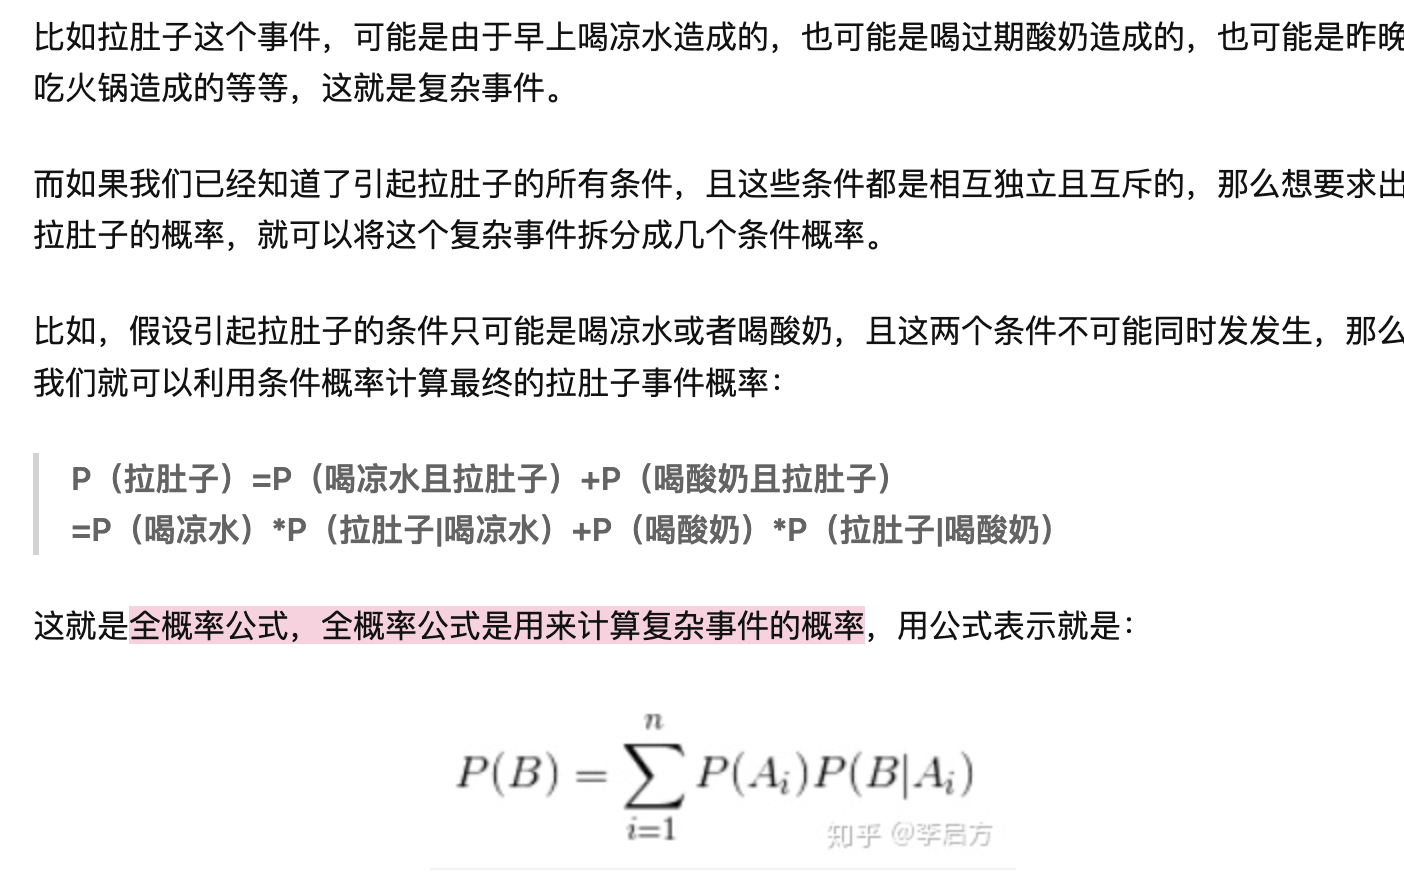 比如拉肚子这个事件，可能是由于早上喝凉水造成的，也可能是喝过期酸奶造成的，也可能是昨晚
吃火锅造成的等等，这就是复杂事件。
而如果我们已经知道了引起拉肚子的所有条件，且这些条件都是相互独立且互斥的，那么想要求出
拉肚子的概率，就可以将这个复杂事件拆分成几个条件概率。
比如，假设引起拉肚子的条件只可能是喝凉水或者喝酸奶，且这两个条件不可能同时发发生，那么
我们就可以利用条件概率计算最终的拉肚子事件概率：
P（拉肚子）=P（喝凉水且拉肚子）+P（喝酸奶且拉肚子）
=P（喝凉水）*P（拉肚子|喝凉水）+P（喝酸奶）*P（拉肚子|喝酸奶）
这就是全概率公式，全概率公式是用来计算复杂事件的概率，用公式表示就是：
P(B) = \sum_{i=1}^{n} P(A_i)P(B|A_i)
知乎 @李启方